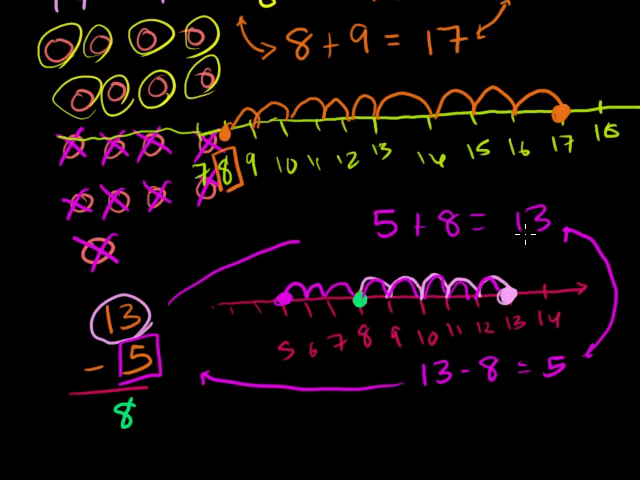 8 + 9 = 17
7 8 9 10 11 12 13 14 15 16 17 18
5 + 8 = 13
5 6 7 8 9 10 11 12 13 14
13
- 5
8
13 - 8 = 5